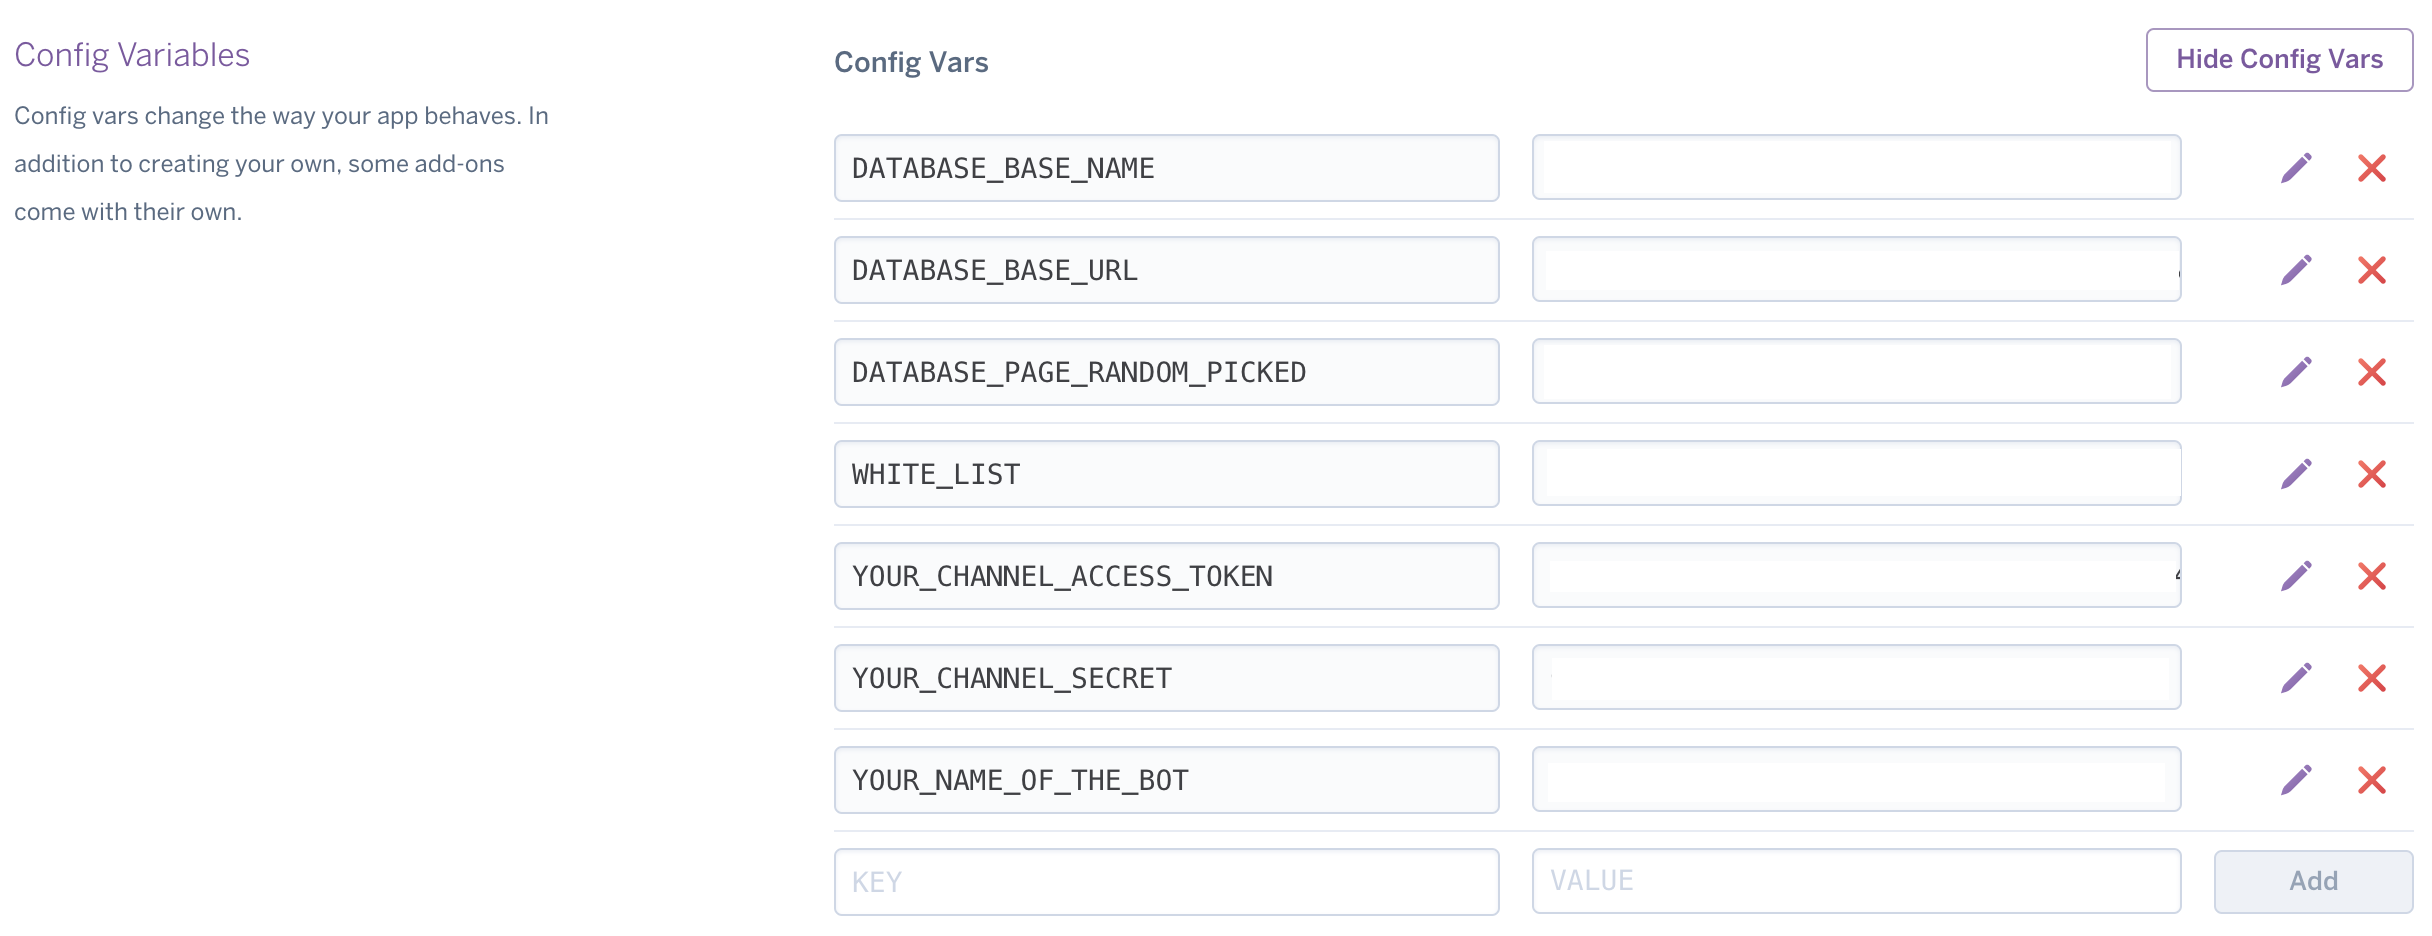 Config Variables
Config vars change the way your app behaves. In
addition to creating your own, some add-ons
come with their own.
Config Vars
Hide Config Vars
DATABASE_BASE_NAME
DATABASE_BASE_URL
DATABASE_PAGE_RANDOM_PICKED
WHITE_LIST
YOUR_CHANNEL_ACCESS_TOKEN
YOUR_CHANNEL_SECRET
YOUR_NAME_OF_THE_BOT
KEY
VALUE
Add